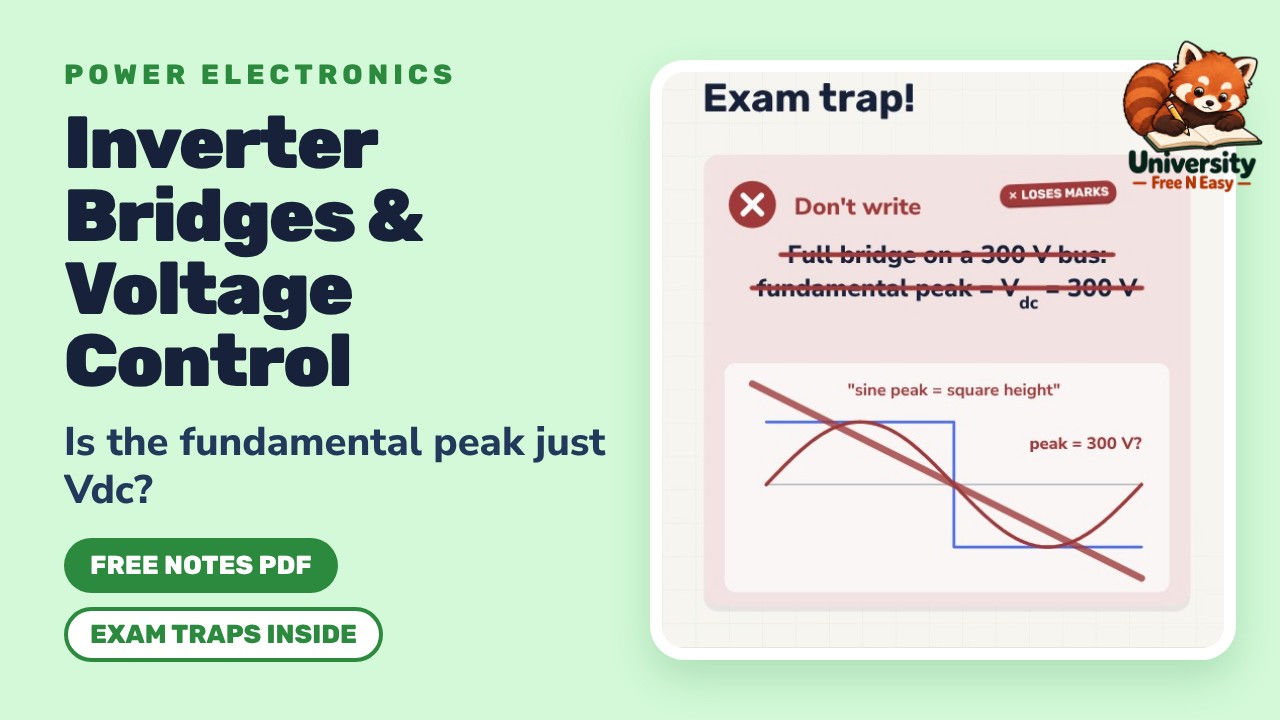 POWER ELECTRONICS
Inverter
Bridges &
Voltage
Control
Is the fundamental peak just
Vdc?
FREE NOTES PDF
EXAM TRAPS INSIDE
Exam trap!
× LOSES MARKS
Don't write
Full bridge on a 300 V bus:
fundamental peak = Vdc = 300 V
"sine peak = square height"
peak = 300 V?
University
Free N Easy